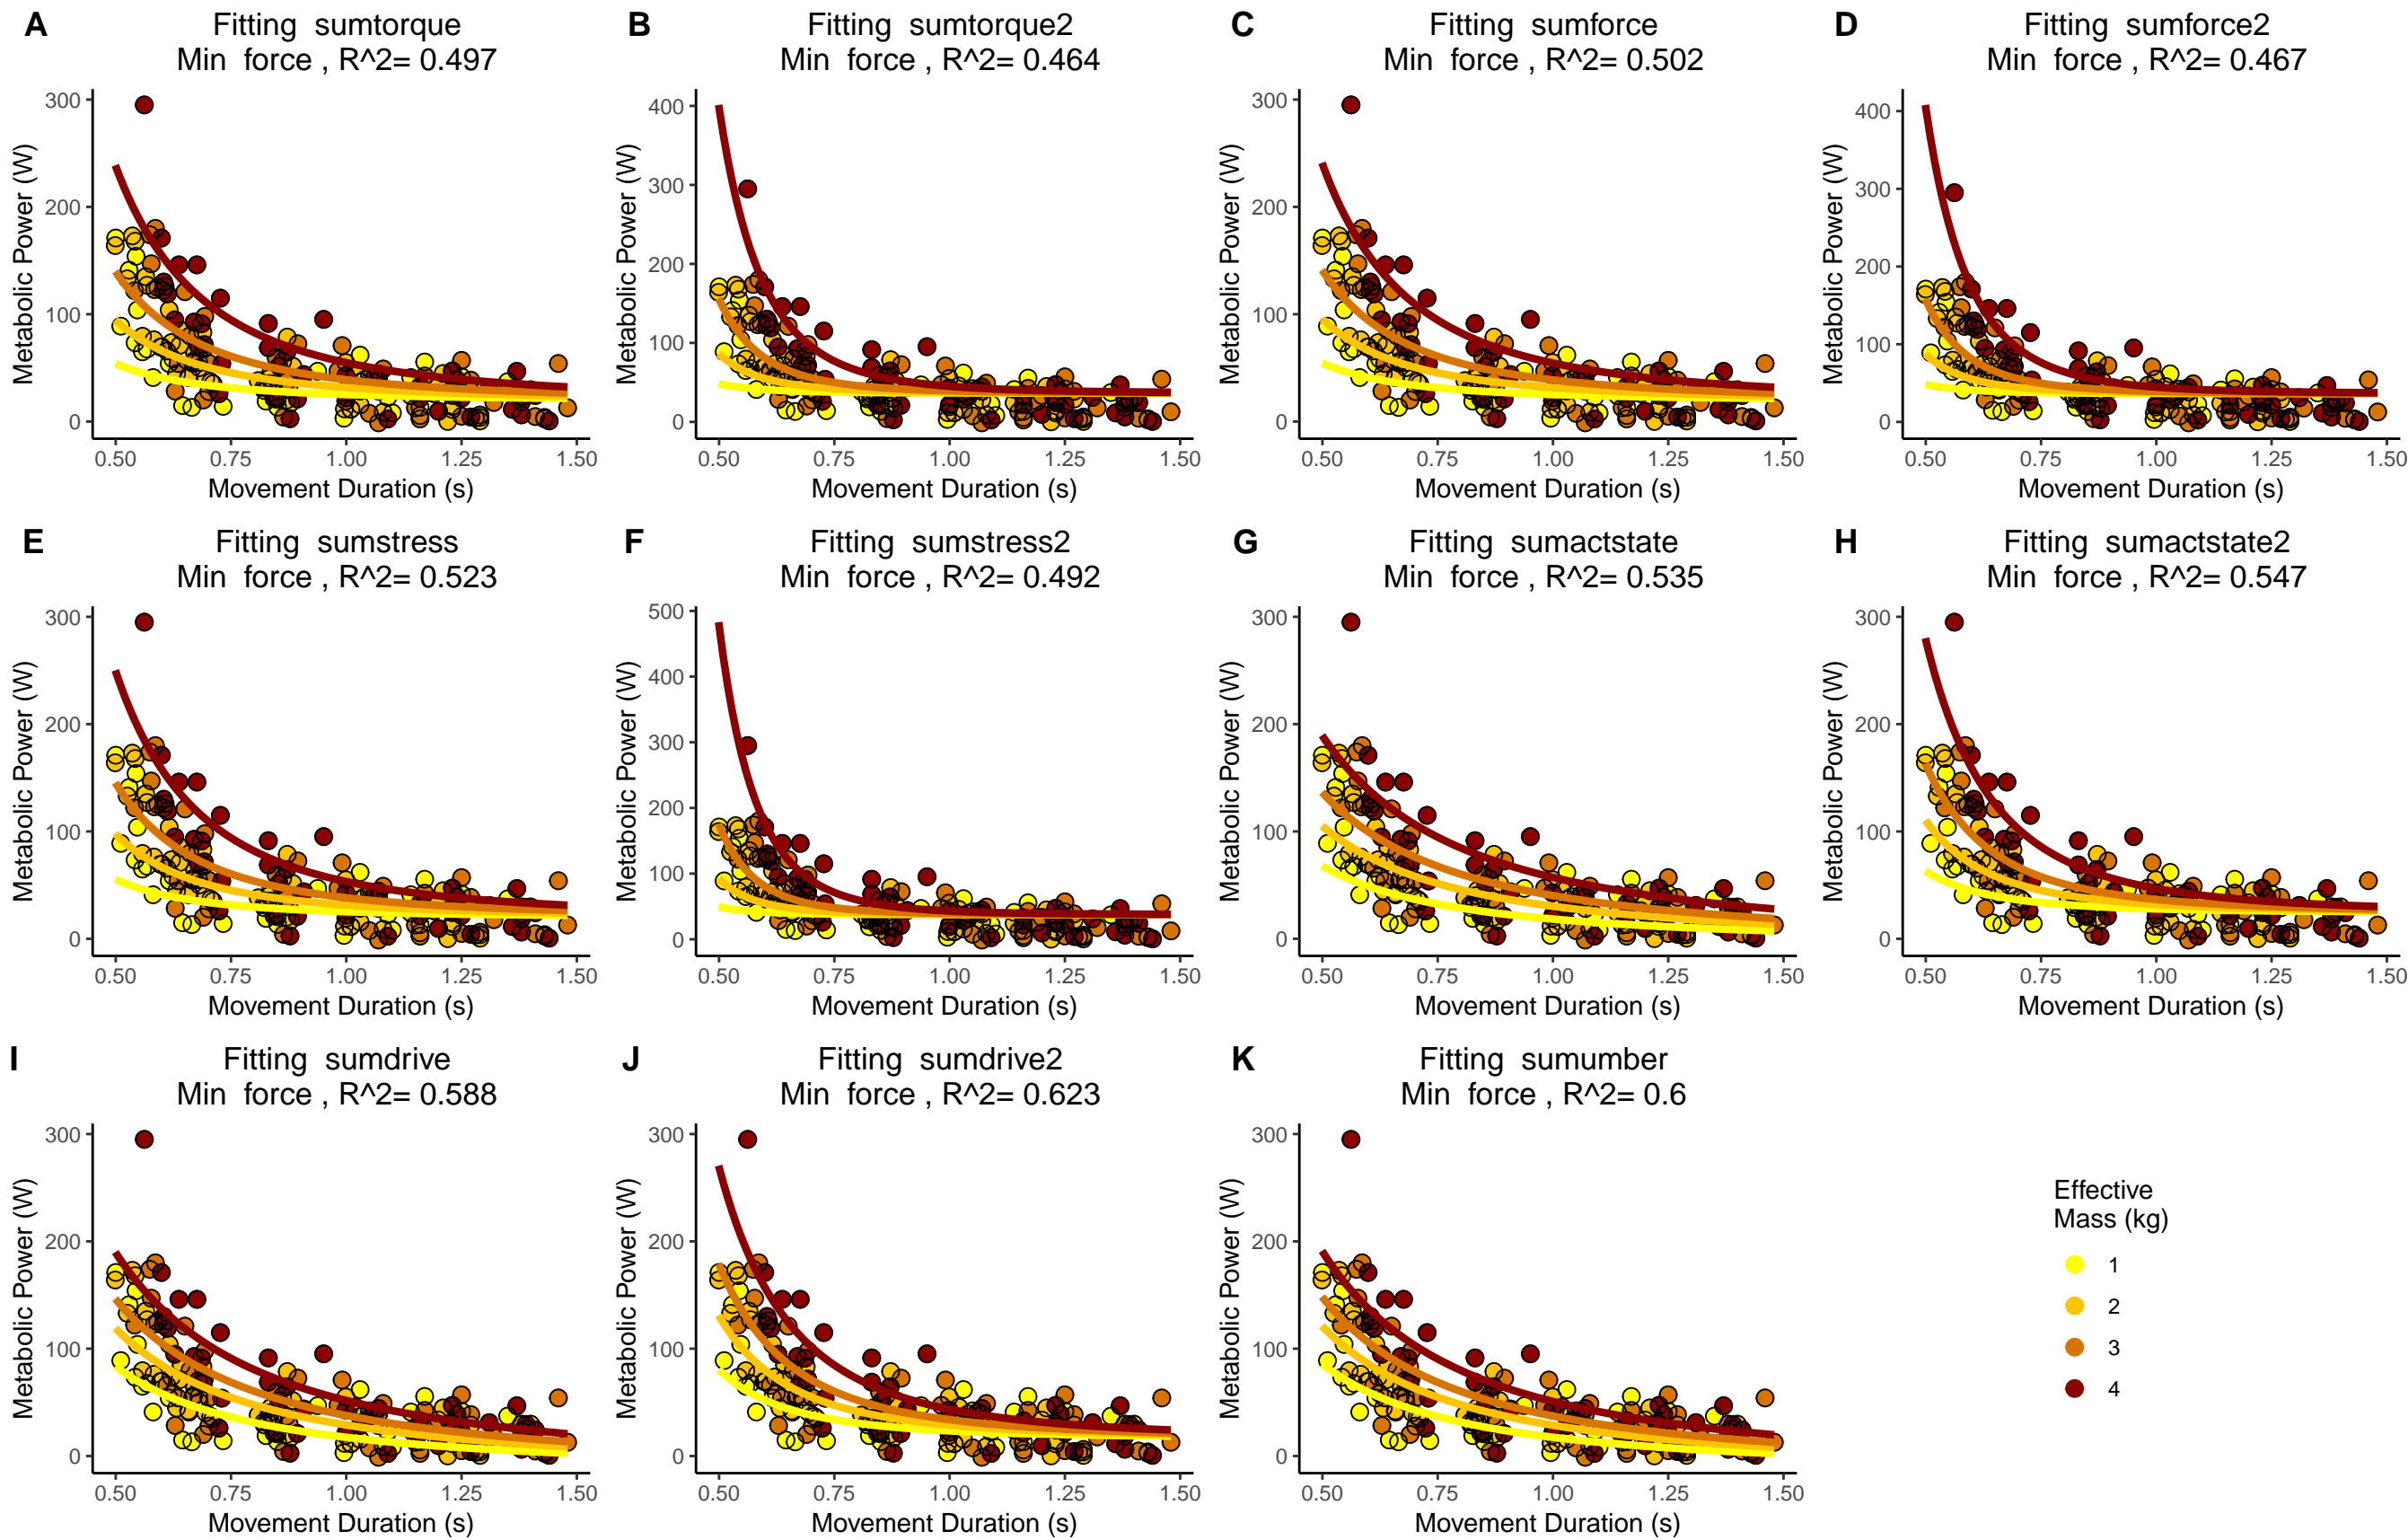 A
Fitting sumtorque
Min force , R^2= 0.497
Metabolic Power (W)
300
200
100
0
0.50 0.75 1.00 1.25 1.50
Movement Duration (s)
B
Fitting sumtorque2
Min force , R^2= 0.464
Metabolic Power (W)
400
300
200
100
0
0.50 0.75 1.00 1.25 1.50
Movement Duration (s)
C
Fitting sumforce
Min force , R^2= 0.502
Metabolic Power (W)
300
200
100
0
0.50 0.75 1.00 1.25 1.50
Movement Duration (s)
D
Fitting sumforce2
Min force , R^2= 0.467
Metabolic Power (W)
400
300
200
100
0
0.50 0.75 1.00 1.25 1.50
Movement Duration (s)
E
Fitting sumstress
Min force , R^2= 0.523
Metabolic Power (W)
300
200
100
0
0.50 0.75 1.00 1.25 1.50
Movement Duration (s)
F
Fitting sumstress2
Min force , R^2= 0.492
Metabolic Power (W)
500
400
300
200
100
0
0.50 0.75 1.00 1.25 1.50
Movement Duration (s)
G
Fitting sumactstate
Min force , R^2= 0.535
Metabolic Power (W)
300
200
100
0
0.50 0.75 1.00 1.25 1.50
Movement Duration (s)
H
Fitting sumactstate2
Min force , R^2= 0.547
Metabolic Power (W)
300
200
100
0
0.50 0.75 1.00 1.25 1.50
Movement Duration (s)
I
Fitting sumdrive
Min force , R^2= 0.588
Metabolic Power (W)
300
200
100
0
0.50 0.75 1.00 1.25 1.50
Movement Duration (s)
J
Fitting sumdrive2
Min force , R^2= 0.623
Metabolic Power (W)
300
200
100
0
0.50 0.75 1.00 1.25 1.50
Movement Duration (s)
K
Fitting sumumber
Min force , R^2= 0.6
Metabolic Power (W)
300
200
100
0
0.50 0.75 1.00 1.25 1.50
Movement Duration (s)
Effective
Mass (kg)
1
2
3
4